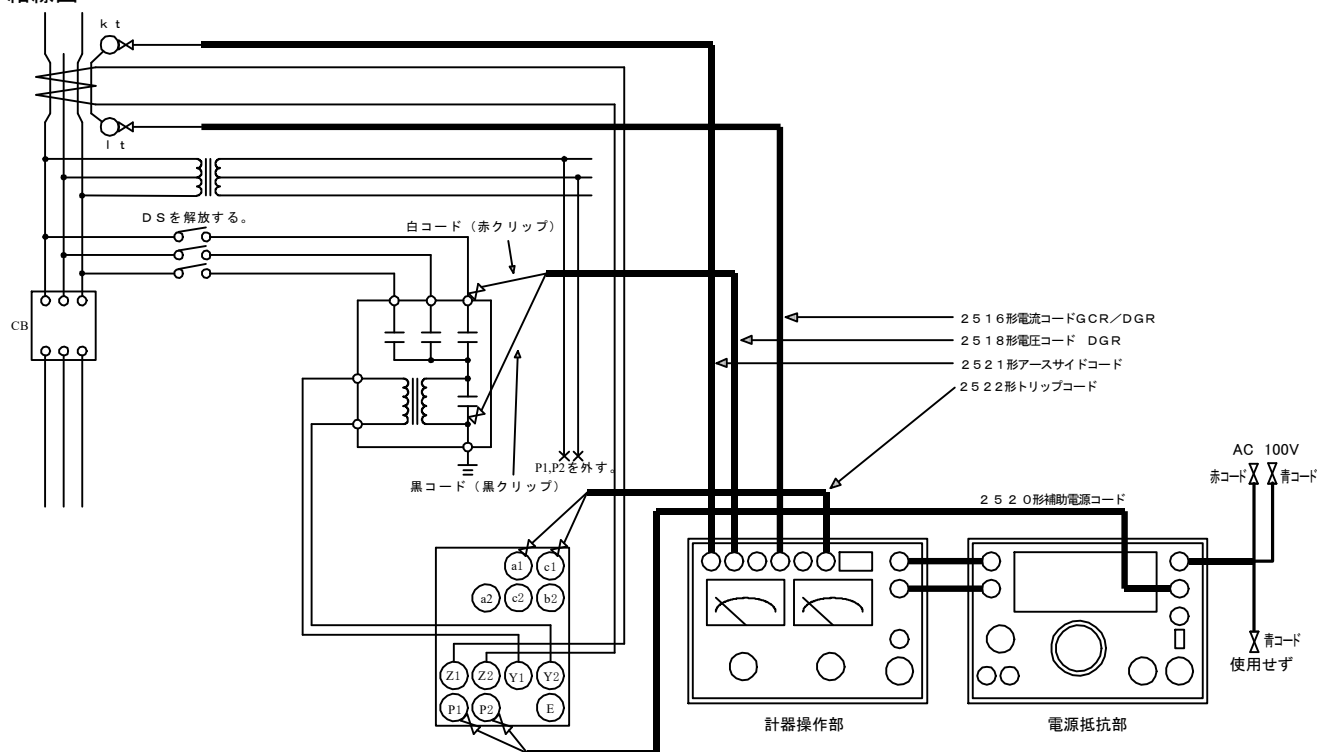 k t
l t
DSを解放する。
白コード（赤クリップ）
CB
2516形電流コードGCR／DGR
2518形電圧コード DGR
2521形アースサイドコード
2522形トリップコード
P1,P2を外す。
黒コード（黒クリップ）
AC 100V
赤コード
青コード
2520形補助電源コード
a1
c1
a2
c2
b2
青コード
使用せず
Z1
Z2
Y1
Y2
P1
P2
E
計器操作部
電源抵抗部